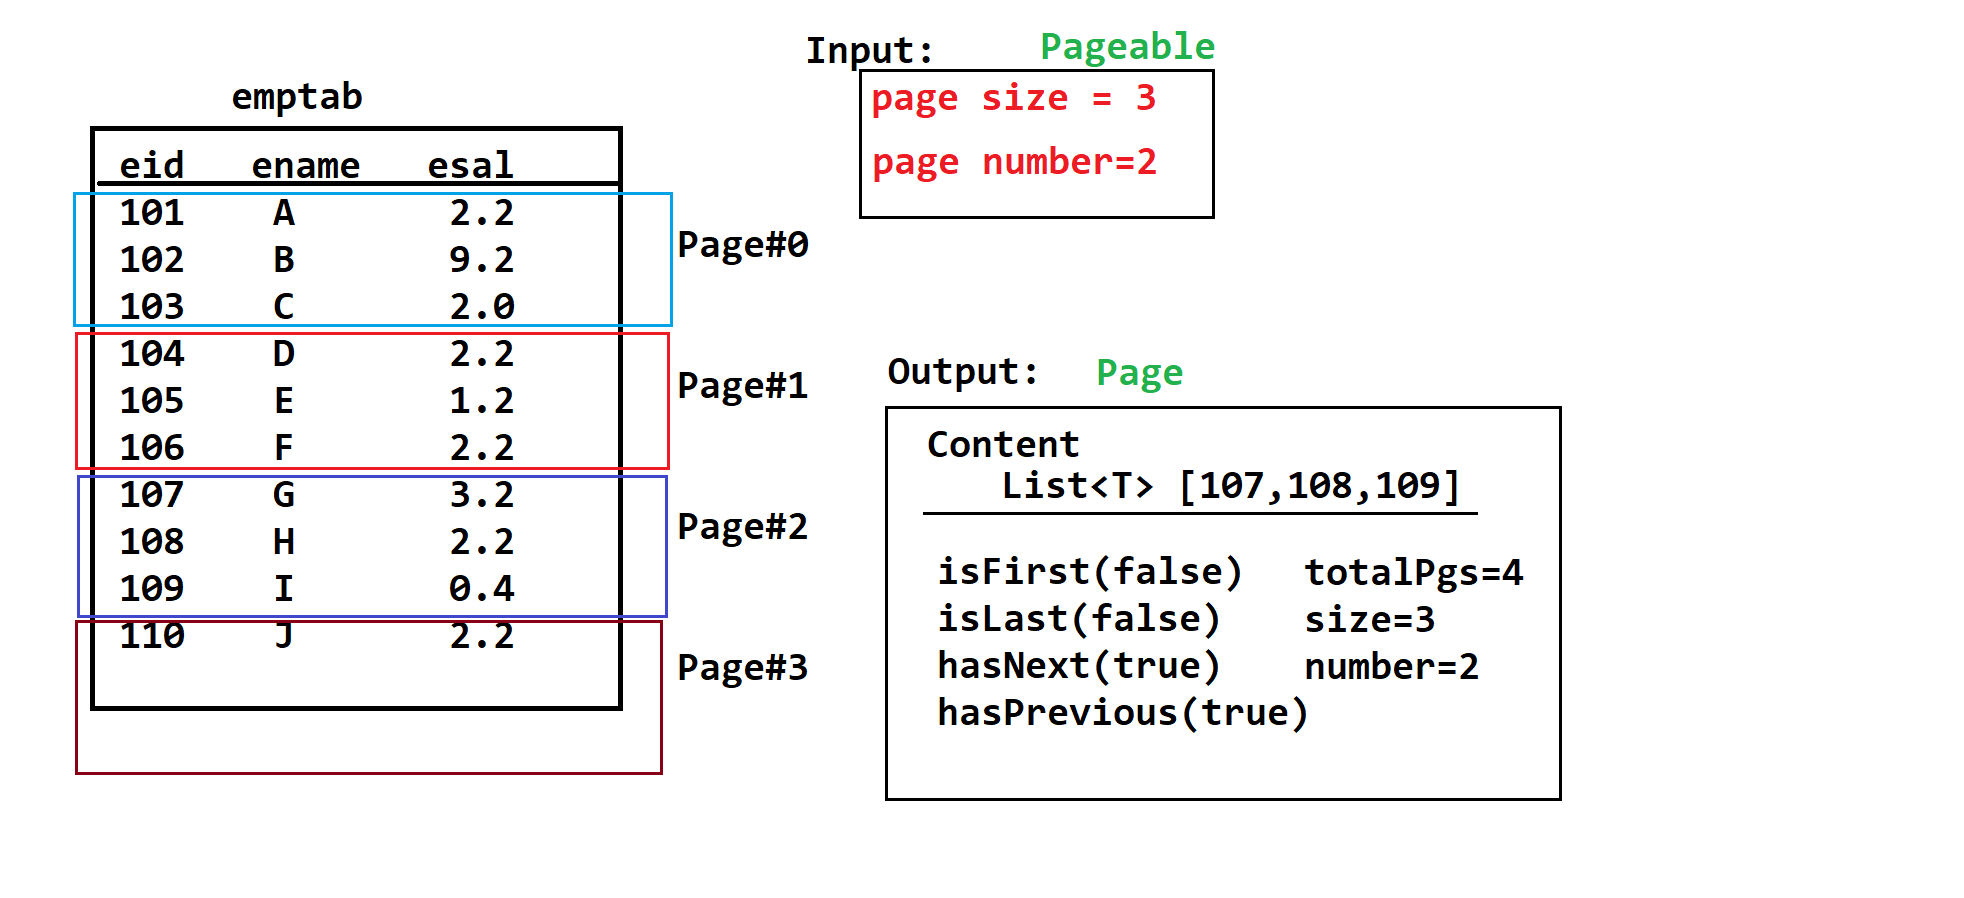 emptab
eid ename esal
101 A 2.2
102 B 9.2
103 C 2.0
Page#0
104 D 2.2
105 E 1.2
106 F 2.2
Page#1
107 G 3.2
108 H 2.2
109 I 0.4
Page#2
110 J 2.2
Page#3
Input: Pageable
page size = 3
page number=2
Output: Page
Content
List<T> [107,108,109]
isFirst(false) totalPgs=4
isLast(false) size=3
hasNext(true) number=2
hasPrevious(true)